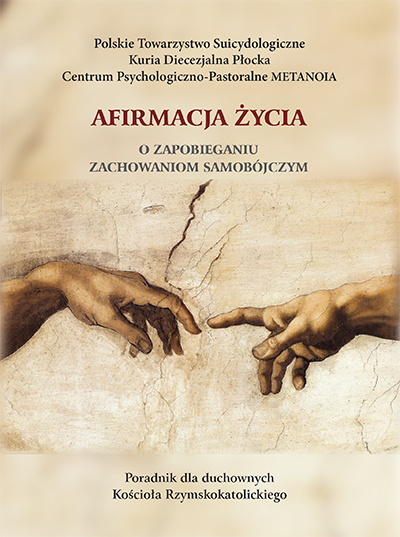 Polskie Towarzystwo Suicydologiczne
Kuria Diecezjalna Płocka
Centrum Psychologiczno-Pastoralne METANOIA
AFIRMACJA ŻYCIA
O ZAPOBIEGANIU
ZACHOWANIOM SAMOBÓJCZYM
Poradnik dla duchownych
Kościoła Rzymskokatolickiego